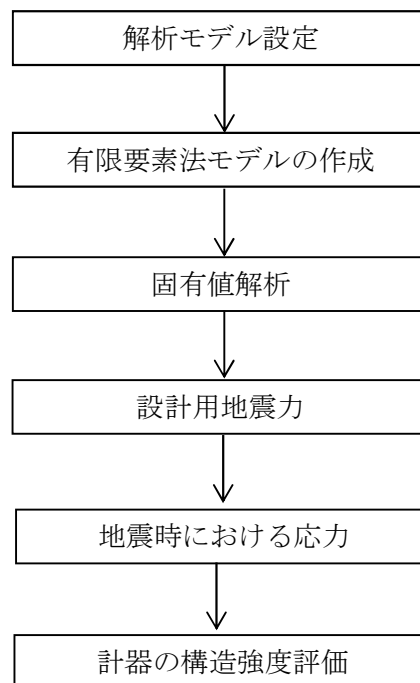 解析モデル設定
有限要素法モデルの作成
固有値解析
設計用地震力
地震時における応力
計器の構造強度評価